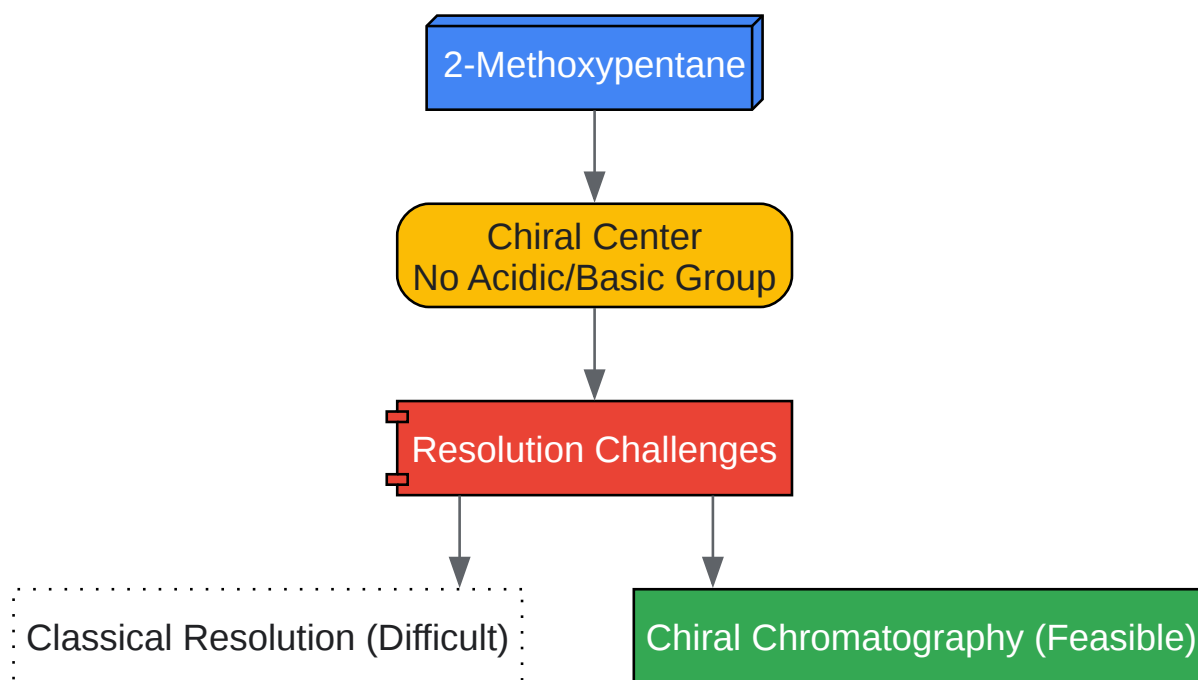 2-Methoxypentane
Chiral Center
No Acidic/Basic Group
Resolution Challenges
Classical Resolution (Difficult)
Chiral Chromatography (Feasible)